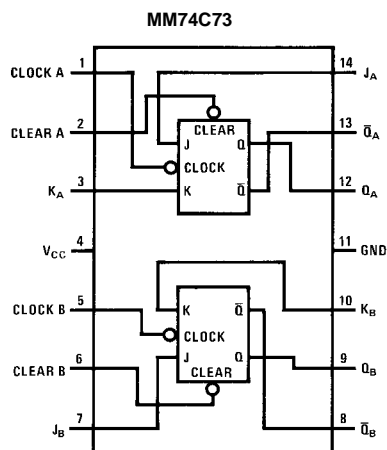 MM74C73
1
CLOCK A
14
J_A
2
CLEAR A
13
Q̅_A
CLEAR
J
Q
CLOCK
3
K_A
K
Q̅
12
Q_A
4
V_CC
11
GND
5
CLOCK B
10
K_B
K
Q̅
CLOCK
6
CLEAR B
J
Q
9
Q_B
CLEAR
7
J_B
8
Q̅_B